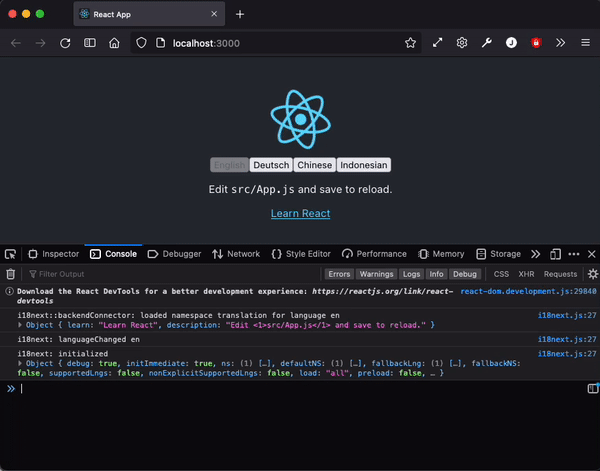 React App
localhost:3000
J
English Deutsch Chinese Indonesian
Edit src/App.js and save to reload.
Learn React
Inspector Console Debugger Network Style Editor Performance Memory Storage
Filter Output Errors Warnings Logs Info Debug CSS XHR Requests
Download the React DevTools for a better development experience: https://reactjs.org/link/react- react-dom.development.js:29840
devtools
i18next::backendConnector: loaded namespace translation for language en i18next.js:27
Object { learn: "Learn React", description: "Edit <1>src/App.js</1> and save to reload." }
i18next: languageChanged en i18next.js:27
i18next: initialized i18next.js:27
Object { debug: true, initImmediate: true, ns: (1) […], defaultNS: (1) […], fallbackLng: (1) […], fallbackNS:
false, supportedLngs: false, nonExplicitSupportedLngs: false, load: "all", preload: false, … }